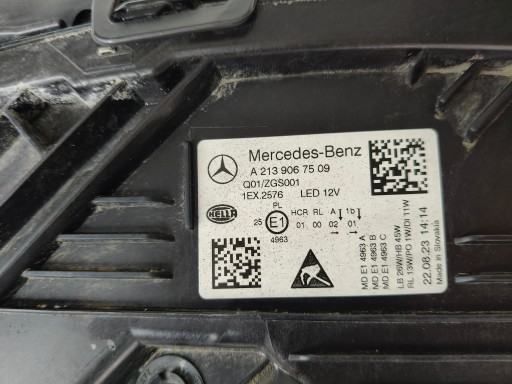 Mercedes-Benz
A 213 906 75 09
Q01/ZGS001
1EX.2576 LED 12V
HELLA
PL
25 E1 HCR RL A 1b
01 00 02 01
4963
MD E1 4963 A
MD E1 4963 B
MD E1 4963 C
LB 26W/HB 45W
RL 13W/PO 1W/DI 11W
22.08.23 14:14
Made in Slovakia